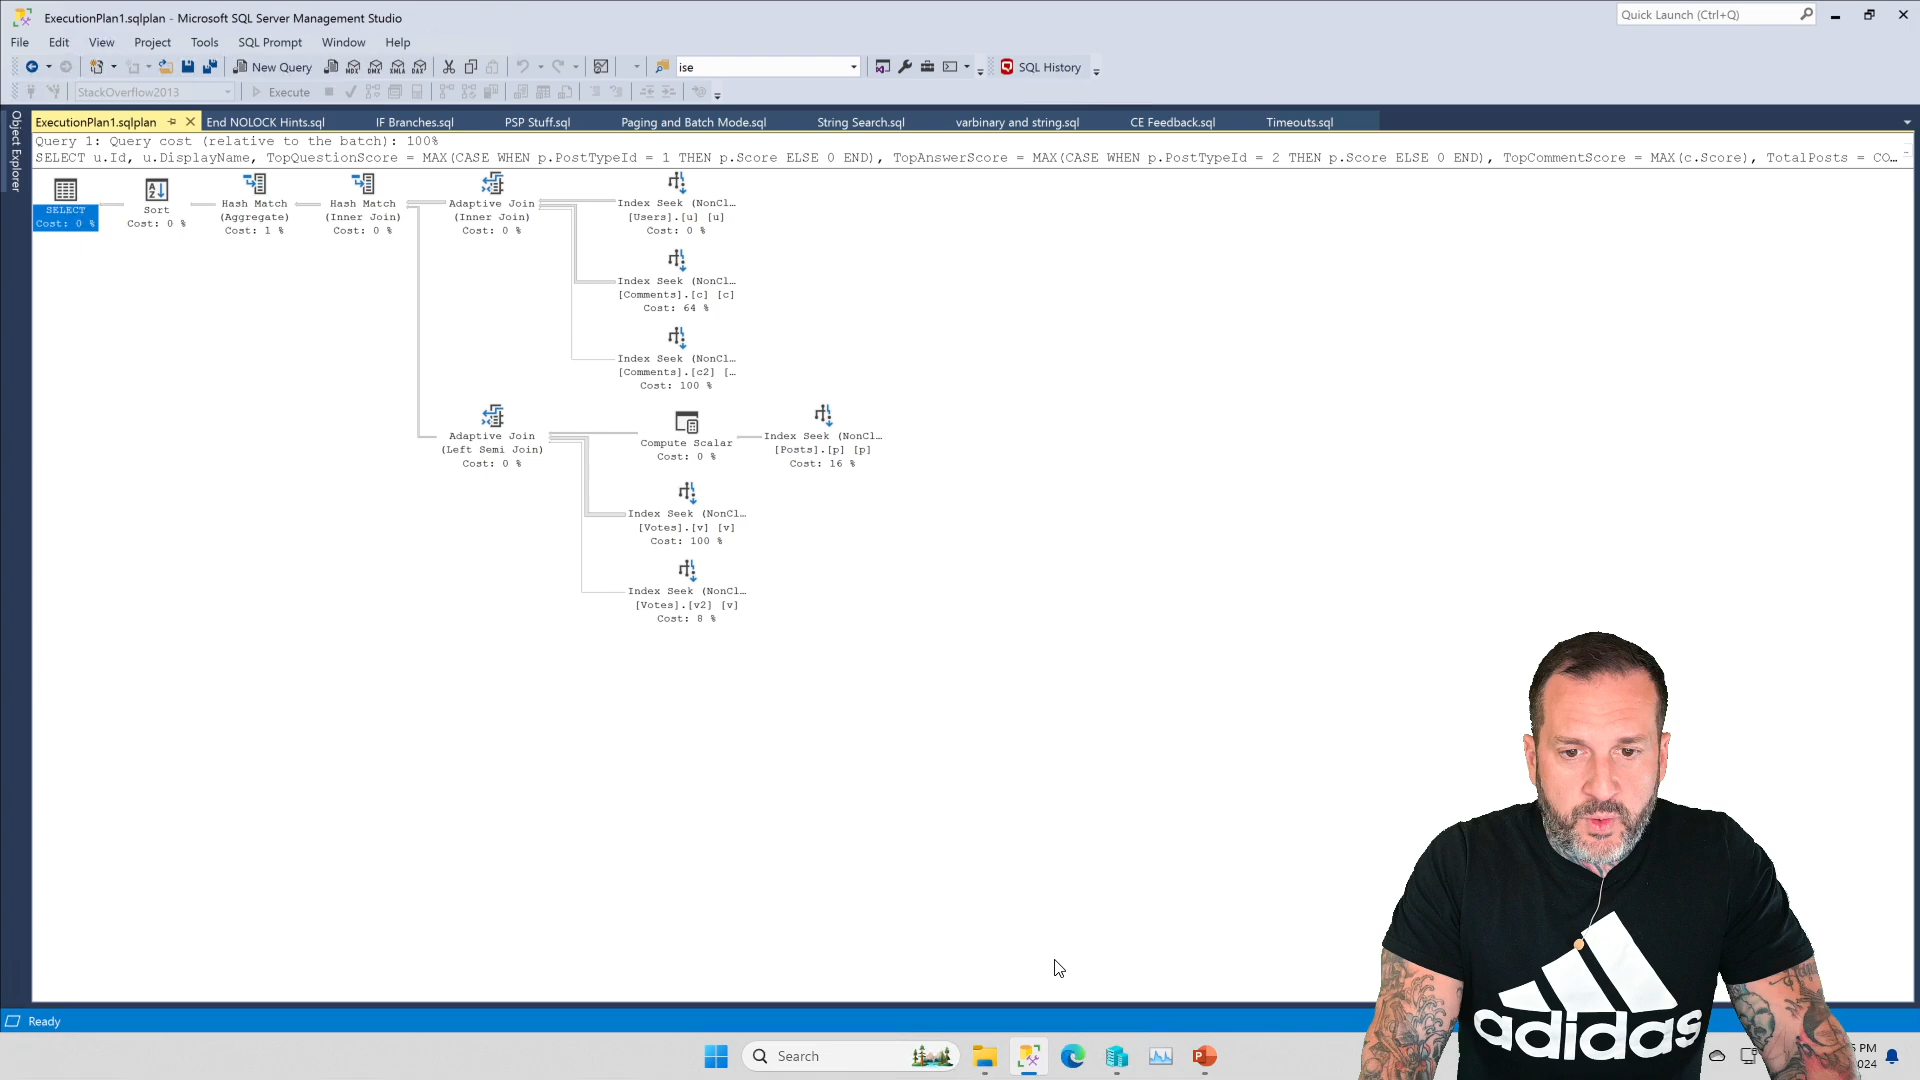 ExecutionPlan1.sqlplan - Microsoft SQL Server Management Studio
Quick Launch (Ctrl+Q)
File Edit View Project Tools SQL Prompt Window Help
New Query MDX DMX XMLA DAX ise SQL History
StackOverflow2013 Execute
ExecutionPlan1.sqlplan End NOLOCK Hints.sql IF Branches.sql PSP Stuff.sql Paging and Batch Mode.sql String Search.sql varbinary and string.sql CE Feedback.sql Timeouts.sql
Object Explorer
Query 1: Query cost (relative to the batch): 100%
SELECT u.Id, u.DisplayName, TopQuestionScore = MAX(CASE WHEN p.PostTypeId = 1 THEN p.Score ELSE 0 END), TopAnswerScore = MAX(CASE WHEN p.PostTypeId = 2 THEN p.Score ELSE 0 END), TopCommentScore = MAX(c.Score), TotalPosts = CO...
SELECT
Cost: 0 %
Sort
Cost: 0 %
Hash Match
(Aggregate)
Cost: 1 %
Hash Match
(Inner Join)
Cost: 0 %
Adaptive Join
(Inner Join)
Cost: 0 %
Index Seek (NonCl…
[Users].[u] [u]
Cost: 0 %
Index Seek (NonCl…
[Comments].[c] [c]
Cost: 64 %
Index Seek (NonCl…
[Comments].[c2] […
Cost: 100 %
Adaptive Join
(Left Semi Join)
Cost: 0 %
Compute Scalar
Cost: 0 %
Index Seek (NonCl…
[Posts].[p] [p]
Cost: 16 %
Index Seek (NonCl…
[Votes].[v] [v]
Cost: 100 %
Index Seek (NonCl…
[Votes].[v2] [v]
Cost: 8 %
adidas
Ready
Search
PM